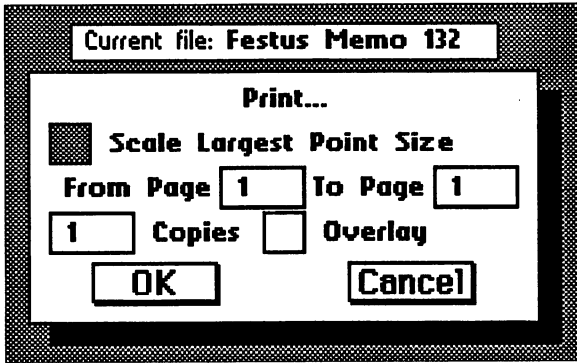 Current file: Festus Memo 132
Print...
Scale Largest Point Size
From Page 1 To Page 1
1 Copies Overlay
OK Cancel